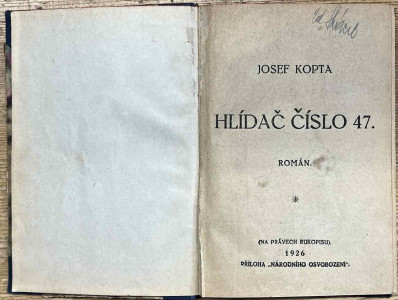 JOSEF KOPTA
HLÍDAČ ČÍSLO 47.
ROMÁN.
*
(NA PRÁVECH RUKOPISU).
1926
PŘÍLOHA „NÁRODNÍHO OSVOBOZENÍ“.